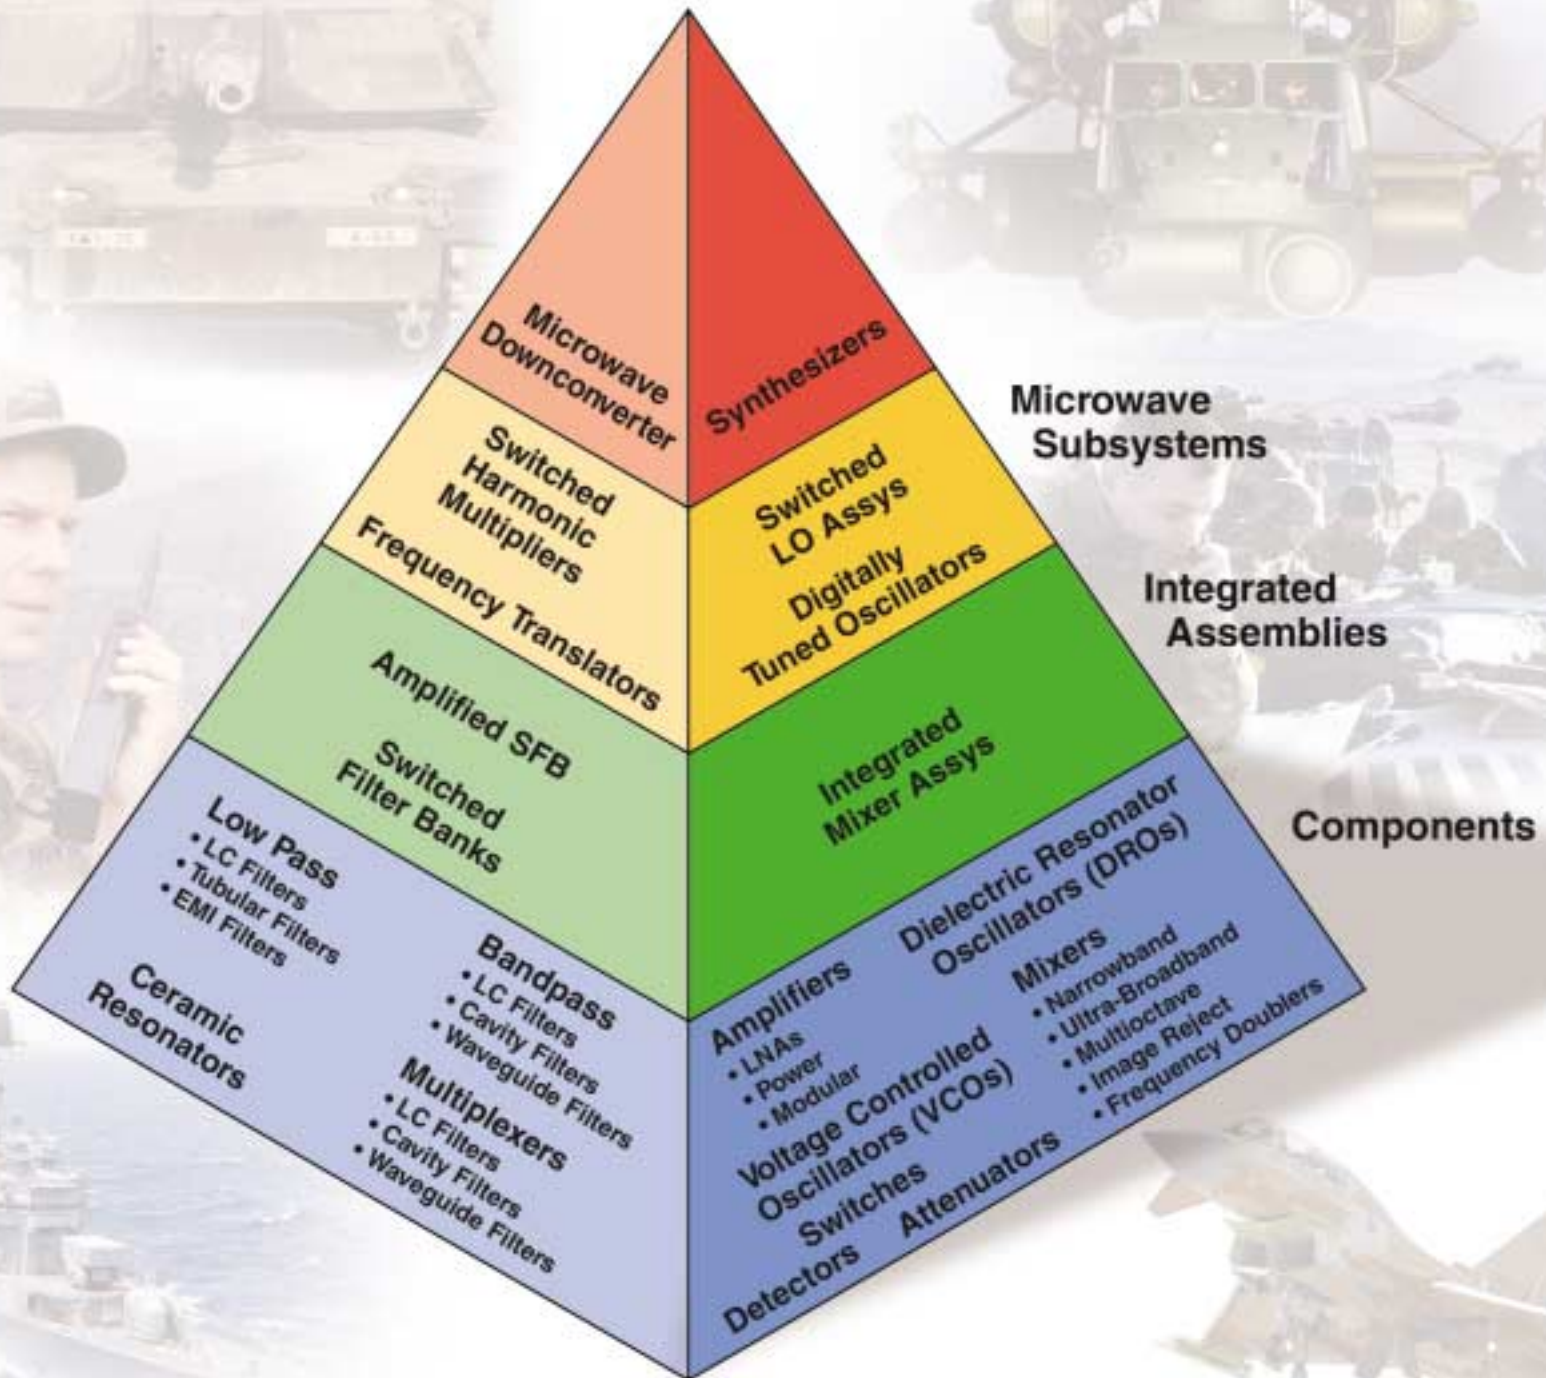 Microwave
Downconverter
Synthesizers
Microwave
Subsystems
Switched
Harmonic
Multipliers
Frequency Translators
Switched
LO Assys
Digitally
Tuned Oscillators
Integrated
Assemblies
Amplified SFB
Switched
Filter Banks
Integrated
Mixer Assys
Components
Low Pass
• LC Filters
• Tubular Filters
• EMI Filters
Ceramic
Resonators
Bandpass
• LC Filters
• Cavity Filters
• Waveguide Filters
Multiplexers
• LC Filters
• Cavity Filters
• Waveguide Filters
Dielectric Resonator
Oscillators (DROs)
Amplifiers
• LNAs
• Power
• Modular
Mixers
• Narrowband
• Ultra-Broadband
• Multioctave
• Image Reject
• Frequency Doublers
Voltage Controlled
Oscillators (VCOs)
Switches
Attenuators
Detectors